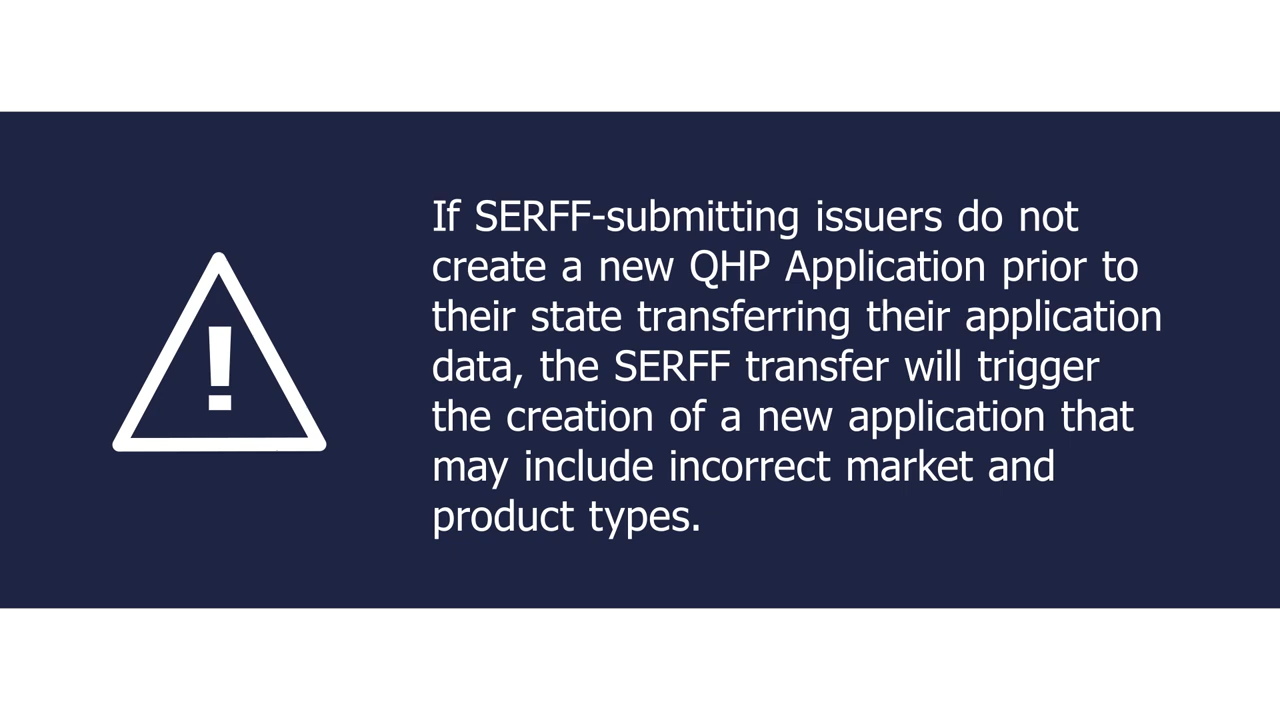 If SERFF-submitting issuers do not
create a new QHP Application prior to
their state transferring their application
data, the SERFF transfer will trigger
the creation of a new application that
may include incorrect market and
product types.